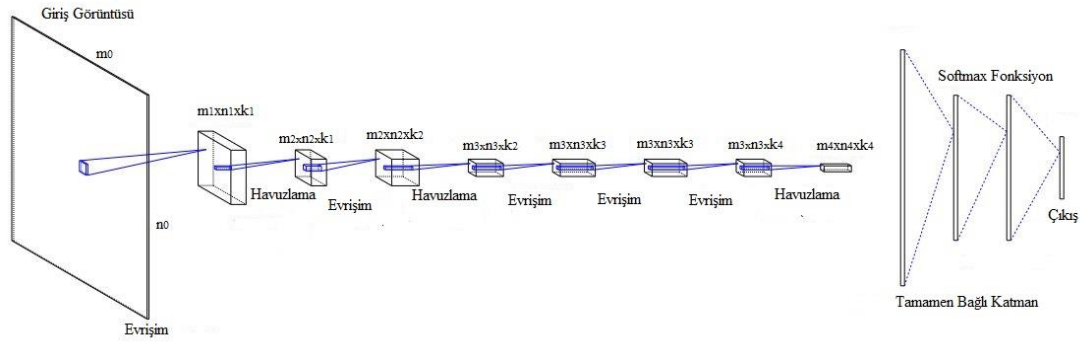 Giriş Görüntüsü
m0
n0
Evrişim
m1xn1xk1
Havuzlama
m2xn2xk1
Evrişim
m2xn2xk2
Havuzlama
m3xn3xk2
Evrişim
m3xn3xk3
Evrişim
m3xn3xk3
Evrişim
m3xn3xk4
Havuzlama
m4xn4xk4
Softmax Fonksiyon
Çıkış
Tamamen Bağlı Katman